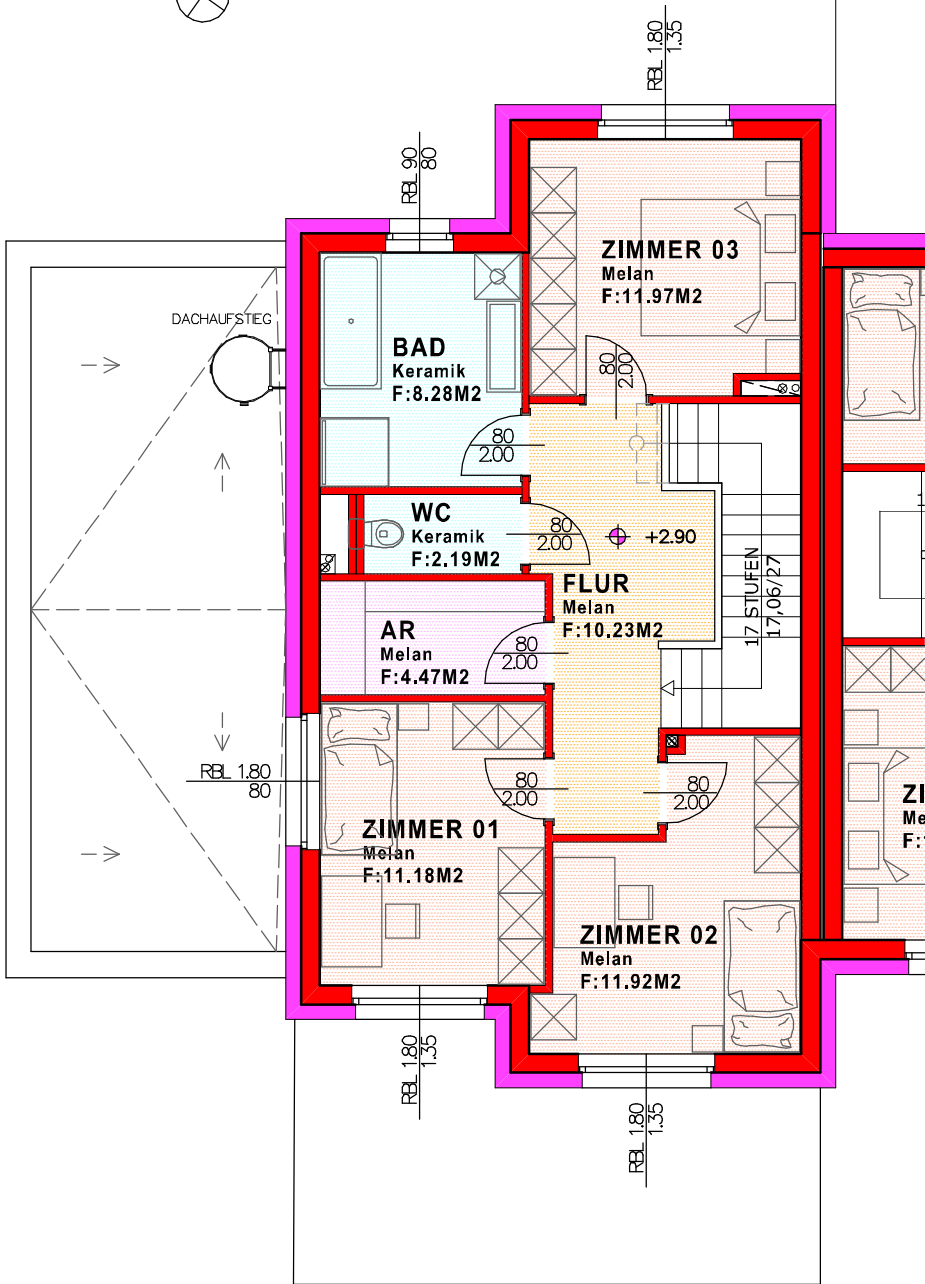 RBL 1.80
1.35
RBL 90
80
ZIMMER 03
Melan
F:11.97M2
DACHAUFSTIEG
BAD
Keramik
F:8.28M2
80
2.00
80
2.00
WC
Keramik
F:2.19M2
80
2.00
+2.90
17 STUFEN
17,06/27
FLUR
Melan
F:10.23M2
AR
Melan
F:4.47M2
80
2.00
RBL 1.80
80
80
2.00
80
2.00
ZIMMER 01
Melan
F:11.18M2
ZI
Me
F:
ZIMMER 02
Melan
F:11.92M2
RBL 1.80
1.35
RBL 1.80
1.35